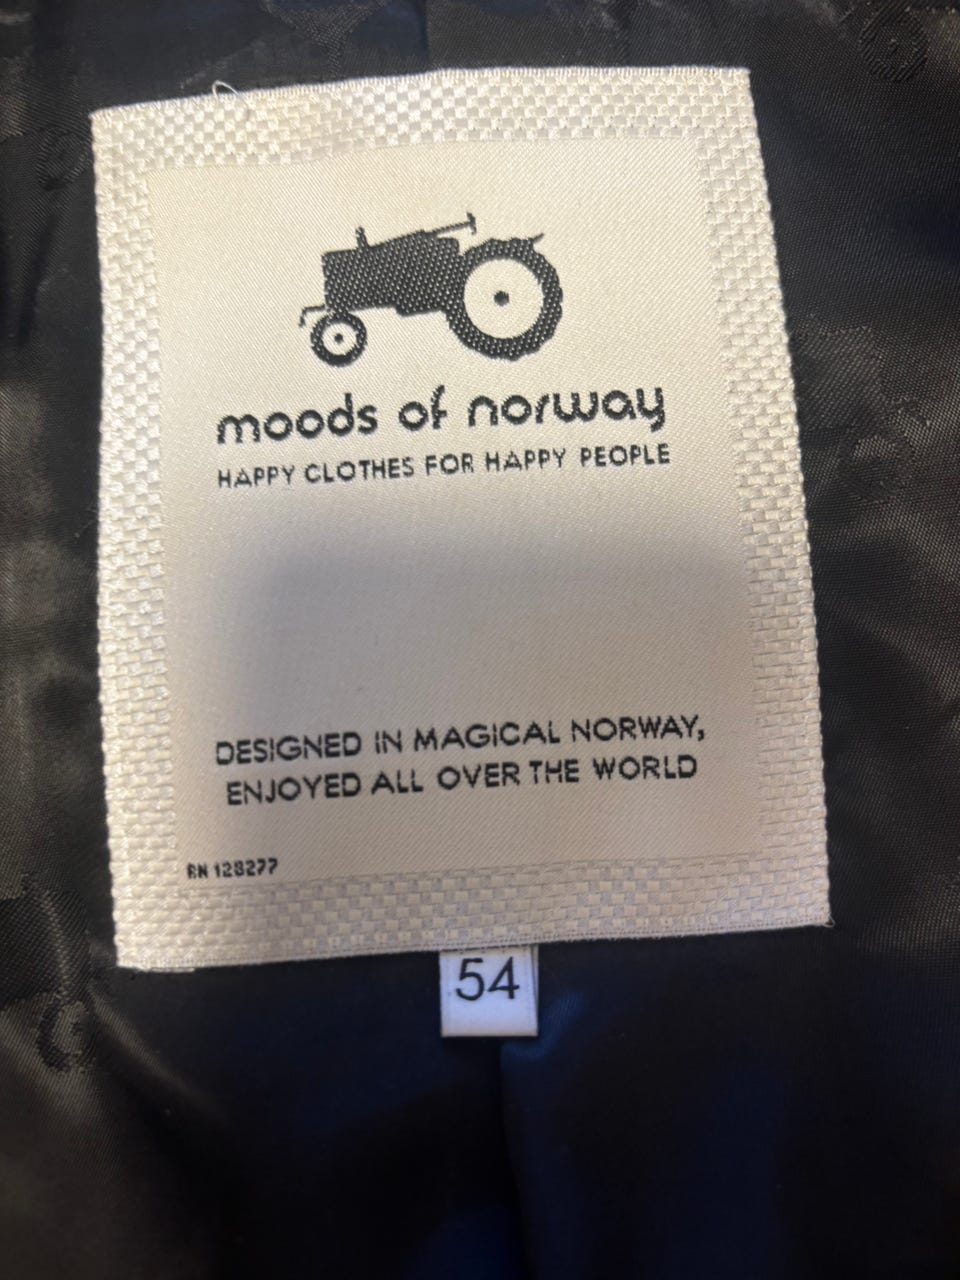 moods of norway
HAPPY CLOTHES FOR HAPPY PEOPLE
DESIGNED IN MAGICAL NORWAY,
ENJOYED ALL OVER THE WORLD
RN 128277
54